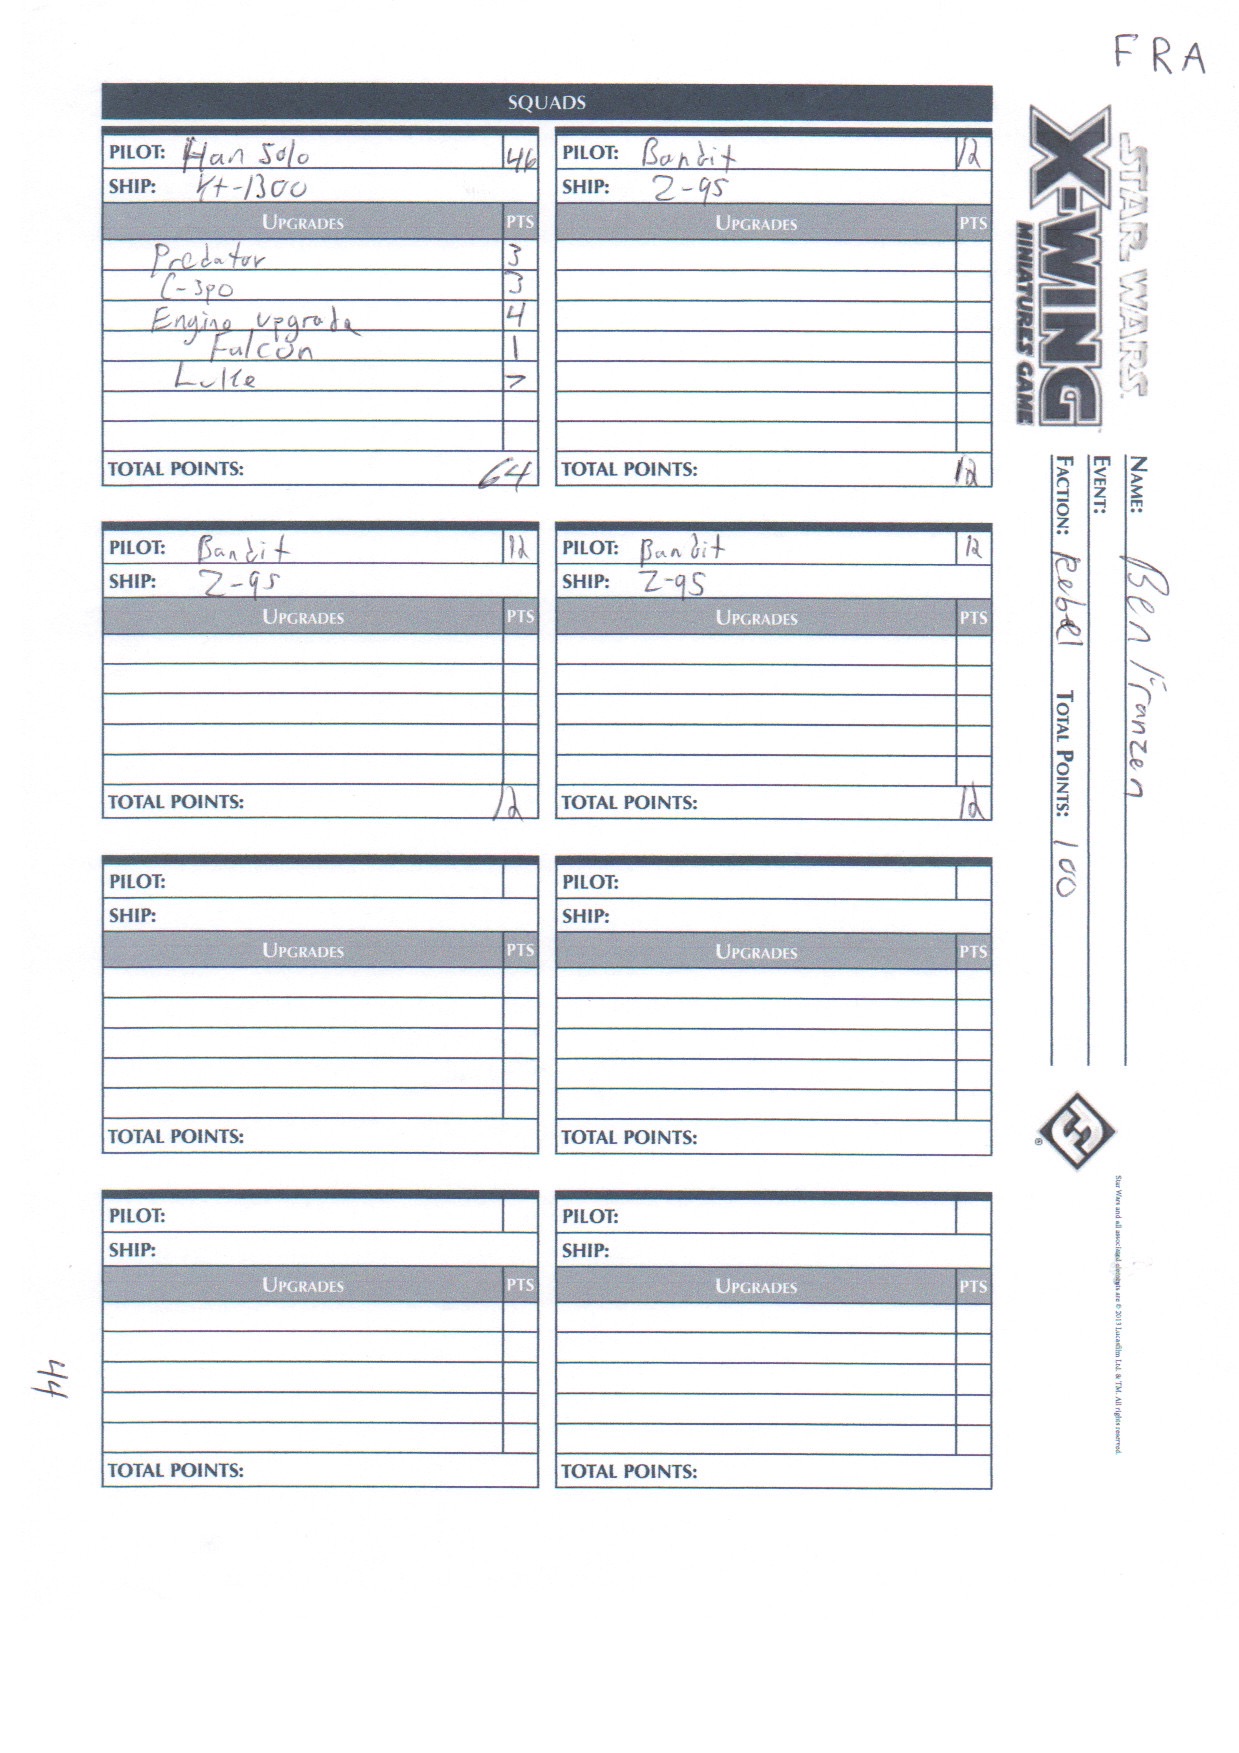 FRA
SQUADS
PILOT: Han Solo 46
SHIP: Yt-1300
UPGRADES PTS
Predator 3
C-3po 3
Engine upgrade 4
Falcon 1
Luke 7
TOTAL POINTS: 64
PILOT: Bandit 12
SHIP: Z-95
UPGRADES PTS
TOTAL POINTS: 12
PILOT: Bandit 12
SHIP: Z-95
UPGRADES PTS
TOTAL POINTS: 12
PILOT: Bandit 12
SHIP: Z-95
UPGRADES PTS
TOTAL POINTS: 12
PILOT:
SHIP:
UPGRADES PTS
TOTAL POINTS:
PILOT:
SHIP:
UPGRADES PTS
TOTAL POINTS:
PILOT:
SHIP:
UPGRADES PTS
TOTAL POINTS:
PILOT:
SHIP:
UPGRADES PTS
TOTAL POINTS:
STAR WARS
X-WING
MINIATURES GAME
NAME: Ben Franzen
EVENT:
FACTION: Rebel TOTAL POINTS: 100
Star Wars and all associated elements are © 2013 Lucasfilm Ltd. & TM. All rights reserved.
44